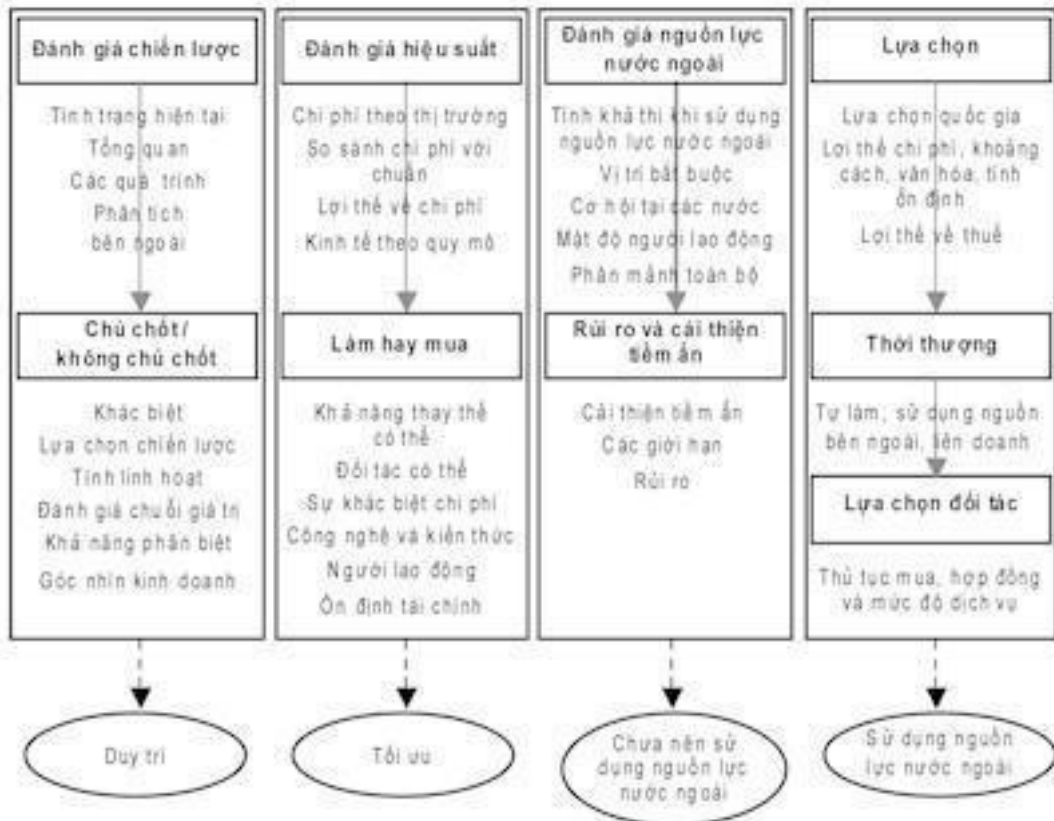 Đánh giá chiến lược
Tình trạng hiện tại
Tổng quan
Các quá trình
Phân tích
bên ngoài
Chủ chốt /
không chủ chốt
Khác biệt
Lựa chọn chiến lược
Tính linh hoạt
Đánh giá chuỗi giá trị
Khả năng phân biệt
Góc nhìn kinh doanh
Duy trì
Đánh giá hiệu suất
Chi phí theo thị trường
So sánh chi phí với
chuẩn
Lợi thế về chi phí
Kinh tế theo quy mô
Làm hay mua
Khả năng thay thế
có thể
Đối tác có thể
Sự khác biệt chi phí
Công nghệ và kiến thức
Người lao động
Ổn định tài chính
Tối ưu
Đánh giá nguồn lực
nước ngoài
Tính khả thi khi sử dụng
nguồn lực nước ngoài
Vị trí bắt buộc
Cơ hội tại các nước
Mật độ người lao động
Phân mảnh toàn bộ
Rủi ro và cải thiện
tiềm ẩn
Cải thiện tiềm ẩn
Các giới hạn
Rủi ro
Chưa nên sử
dụng nguồn lực
nước ngoài
Lựa chọn
Lựa chọn quốc gia
Lợi thế chi phí, khoảng
cách, văn hóa, tính
ổn định
Lợi thế về thuế
Thời thượng
Tự làm, sử dụng nguồn
bên ngoài, liên doanh
Lựa chọn đối tác
Thủ tục mua, hợp đồng
và mức độ dịch vụ
Sử dụng nguồn
lực nước ngoài